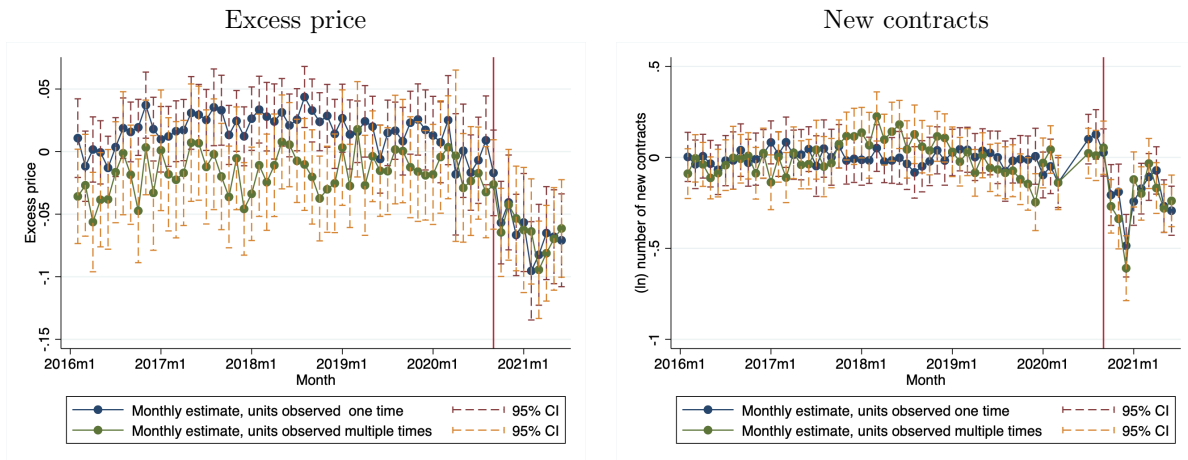 Excess price
New contracts
Excess price
.05
0
-.05
-.1
-.15
2016m1 2017m1 2018m1 2019m1 2020m1 2021m1
Month
Monthly estimate, units observed one time 95% CI
Monthly estimate, units observed multiple times 95% CI
(ln) number of new contracts
.5
0
-.5
-1
2016m1 2017m1 2018m1 2019m1 2020m1 2021m1
Month
Monthly estimate, units observed one time 95% CI
Monthly estimate, units observed multiple times 95% CI